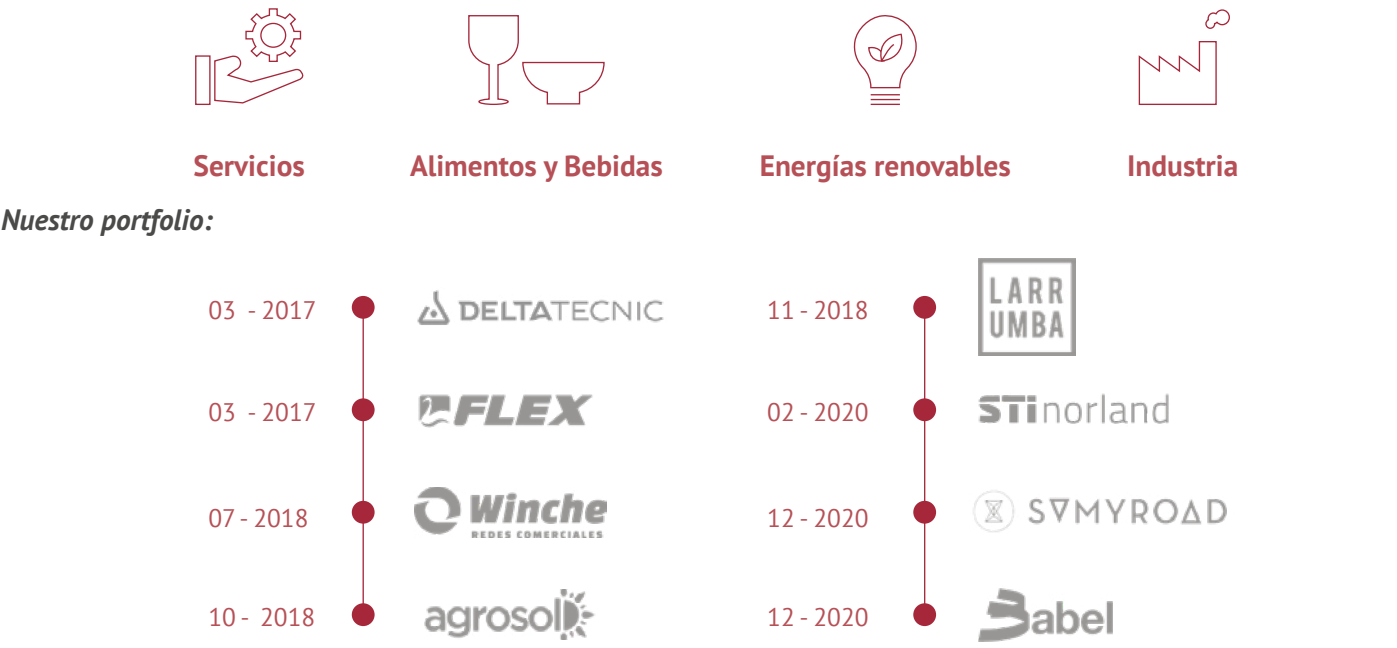 Servicios
Alimentos y Bebidas
Energías renovables
Industria
Nuestro portfolio:
03 - 2017
DELTATECNIC
03 - 2017
FLEX
07 - 2018
Winche
REDES COMERCIALES
10 - 2018
agrosol
11 - 2018
LARR
UMBA
02 - 2020
STinorland
12 - 2020
SAMYROAD
12 - 2020
Babel